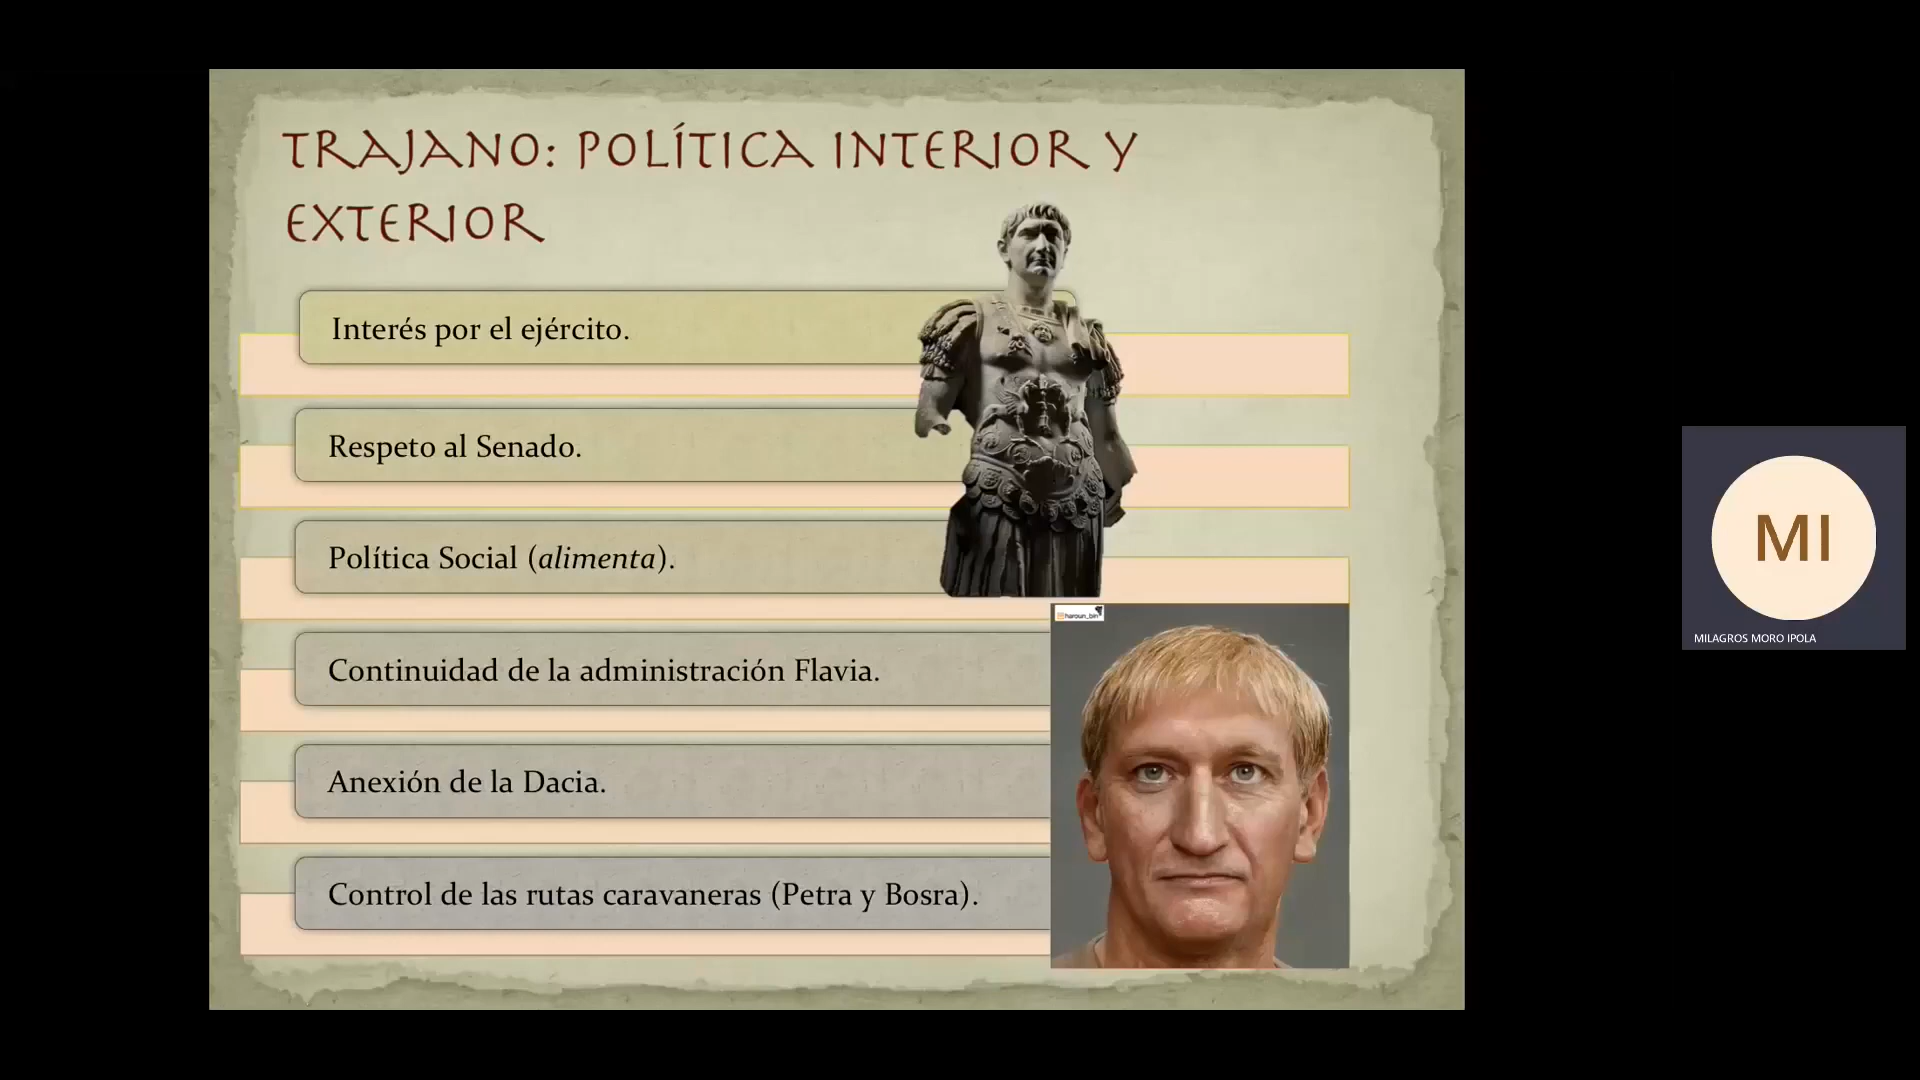 Trajano: Política interior y
exterior
Interés por el ejército.
Respeto al Senado.
Política Social (alimenta).
Continuidad de la administración Flavia.
Anexión de la Dacia.
Control de las rutas caravaneras (Petra y Bosra).
haroun_bin
MI
MILAGROS MORO IPOLA